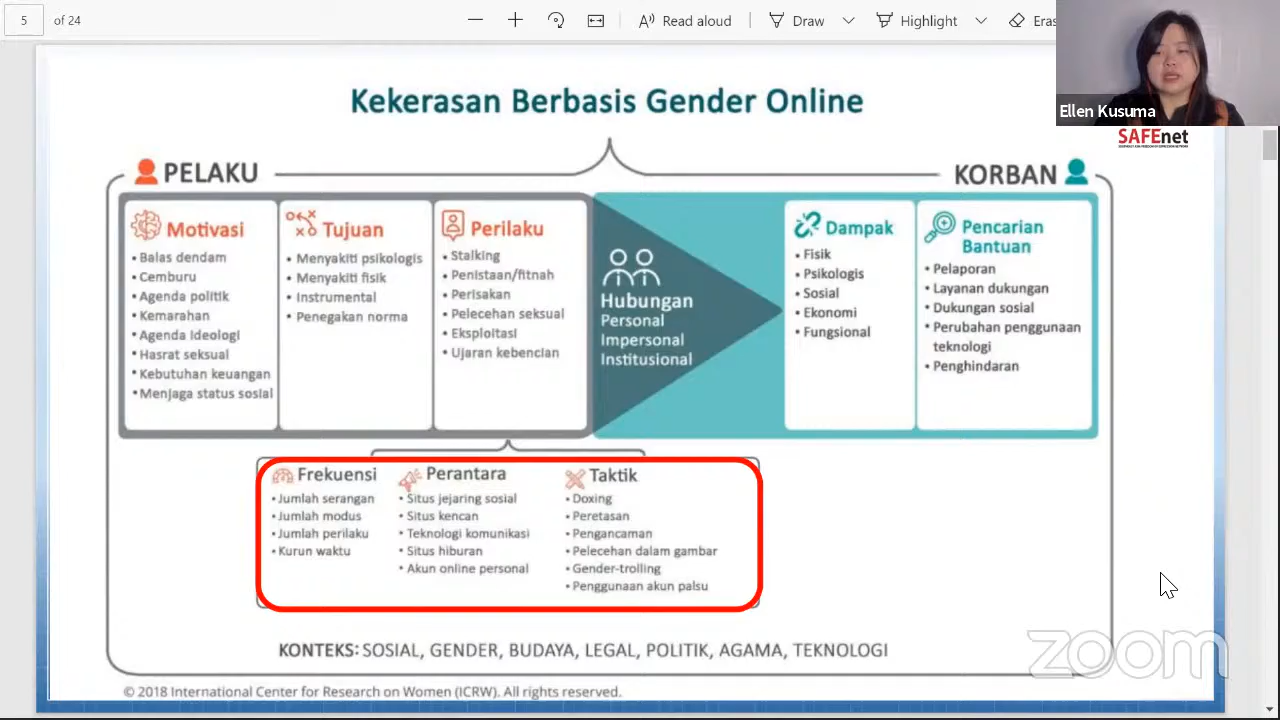 5 of 24
Read aloud
Draw
Highlight
Eras
Ellen Kusuma
SAFEnet
Kekerasan Berbasis Gender Online
PELAKU
KORBAN
Motivasi
• Balas dendam
• Cemburu
• Agenda politik
• Kemarahan
• Agenda ideologi
• Hasrat seksual
• Kebutuhan keuangan
• Menjaga status sosial
Tujuan
• Menyakiti psikologis
• Menyakiti fisik
• Instrumental
• Penegakan norma
Perilaku
• Stalking
• Penistaan/fitnah
• Perisakan
• Pelecehan seksual
• Eksploitasi
• Ujaran kebencian
Hubungan
Personal
Impersonal
Institusional
Dampak
• Fisik
• Psikologis
• Sosial
• Ekonomi
• Fungsional
Pencarian
Bantuan
• Pelaporan
• Layanan dukungan
• Dukungan sosial
• Perubahan penggunaan
teknologi
• Penghindaran
Frekuensi
• Jumlah serangan
• Jumlah modus
• Jumlah perilaku
• Kurun waktu
Perantara
• Situs jejaring sosial
• Situs kencan
• Teknologi komunikasi
• Situs hiburan
• Akun online personal
Taktik
• Doxing
• Peretasan
• Pengancaman
• Pelecehan dalam gambar
• Gender-trolling
• Penggunaan akun palsu
KONTEKS: SOSIAL, GENDER, BUDAYA, LEGAL, POLITIK, AGAMA, TEKNOLOGI
© 2018 International Center for Research on Women (ICRW). All rights reserved.
zoom